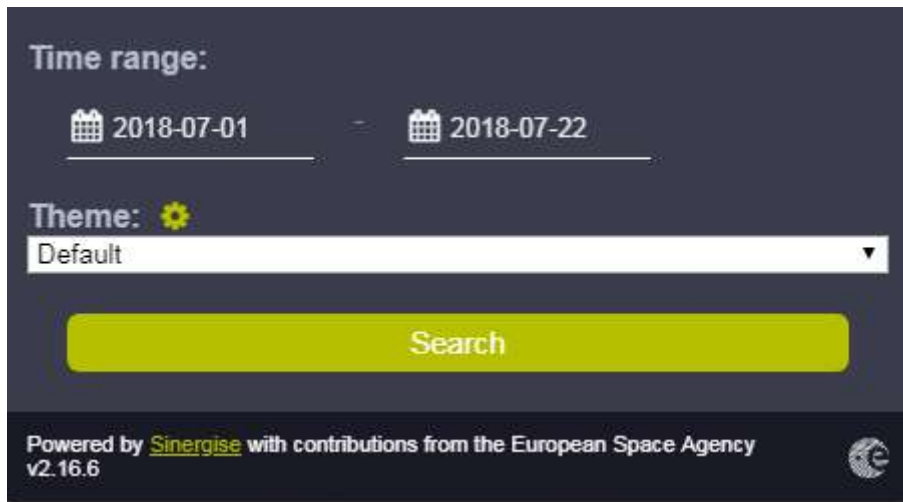 Time range:
2018-07-01 - 2018-07-22
Theme:
Default
Search
Powered by Sinergise with contributions from the European Space Agency
v2.16.6